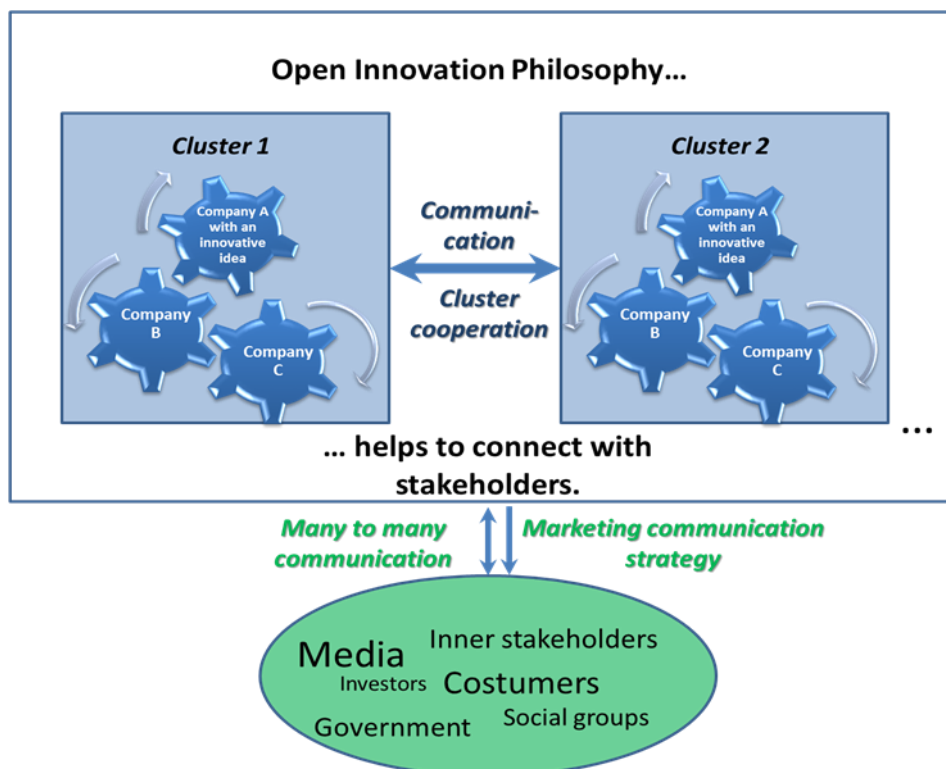 Open Innovation Philosophy...
Cluster 1
Company A
with an
innovative
idea
Company
B
Company
C
Communi-
cation
Cluster
cooperation
Cluster 2
Company A
with an
innovative
idea
Company
B
Company
C
...
... helps to connect with
stakeholders.
Many to many
communication
Marketing communication
strategy
Media
Inner stakeholders
Investors
Costumers
Government
Social groups